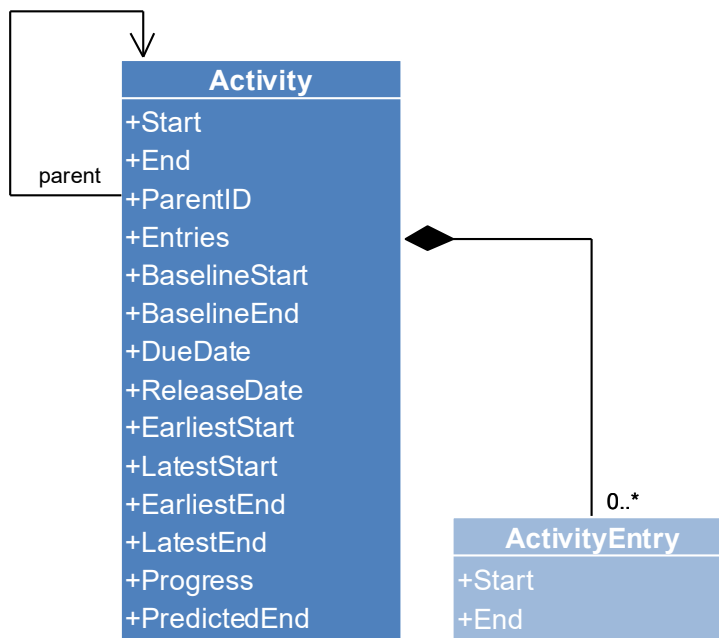 Activity
+Start
+End
parent
+ParentID
+Entries
+BaselineStart
+BaselineEnd
+DueDate
+ReleaseDate
+EarliestStart
+LatestStart
+EarliestEnd
+LatestEnd
+Progress
+PredictedEnd
0..*
ActivityEntry
+Start
+End